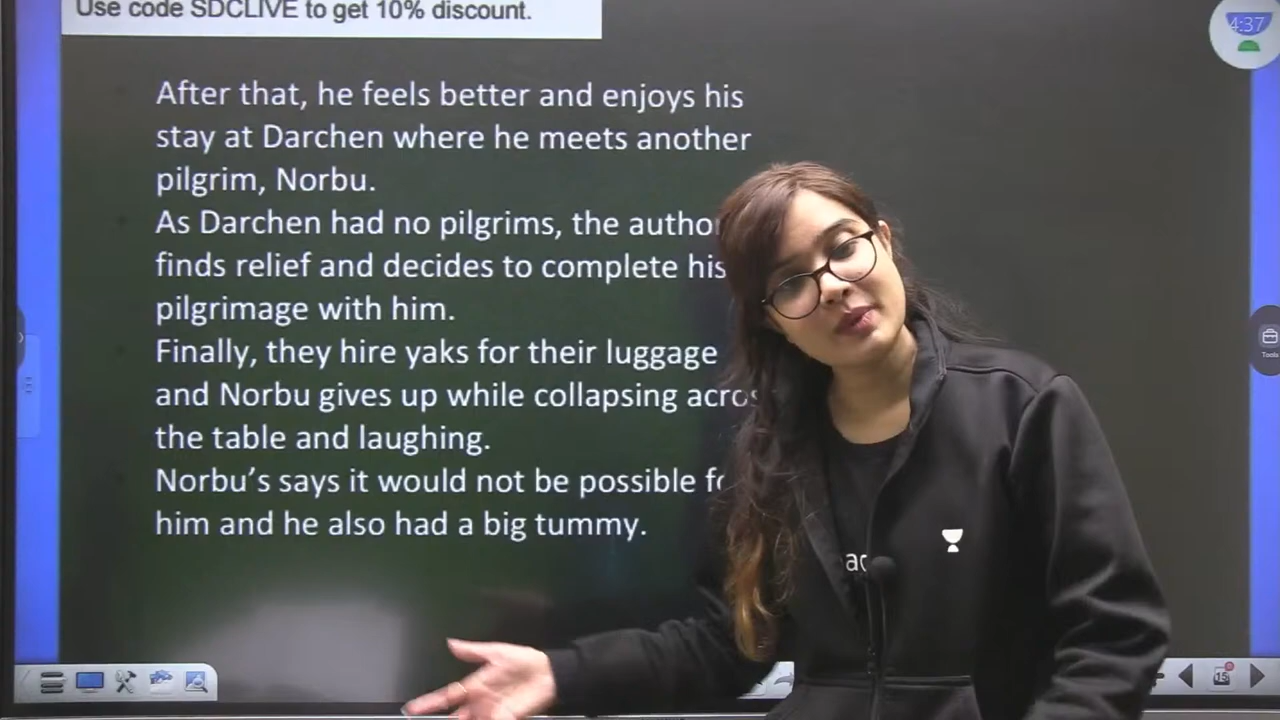 Use code SDCLIVE to get 10% discount.
4:37
After that, he feels better and enjoys his
stay at Darchen where he meets another
pilgrim, Norbu.
As Darchen had no pilgrims, the author
finds relief and decides to complete his
pilgrimage with him.
Finally, they hire yaks for their luggage
and Norbu gives up while collapsing acros
the table and laughing.
Norbu’s says it would not be possible
him and he also had a big tummy.
Tools
15